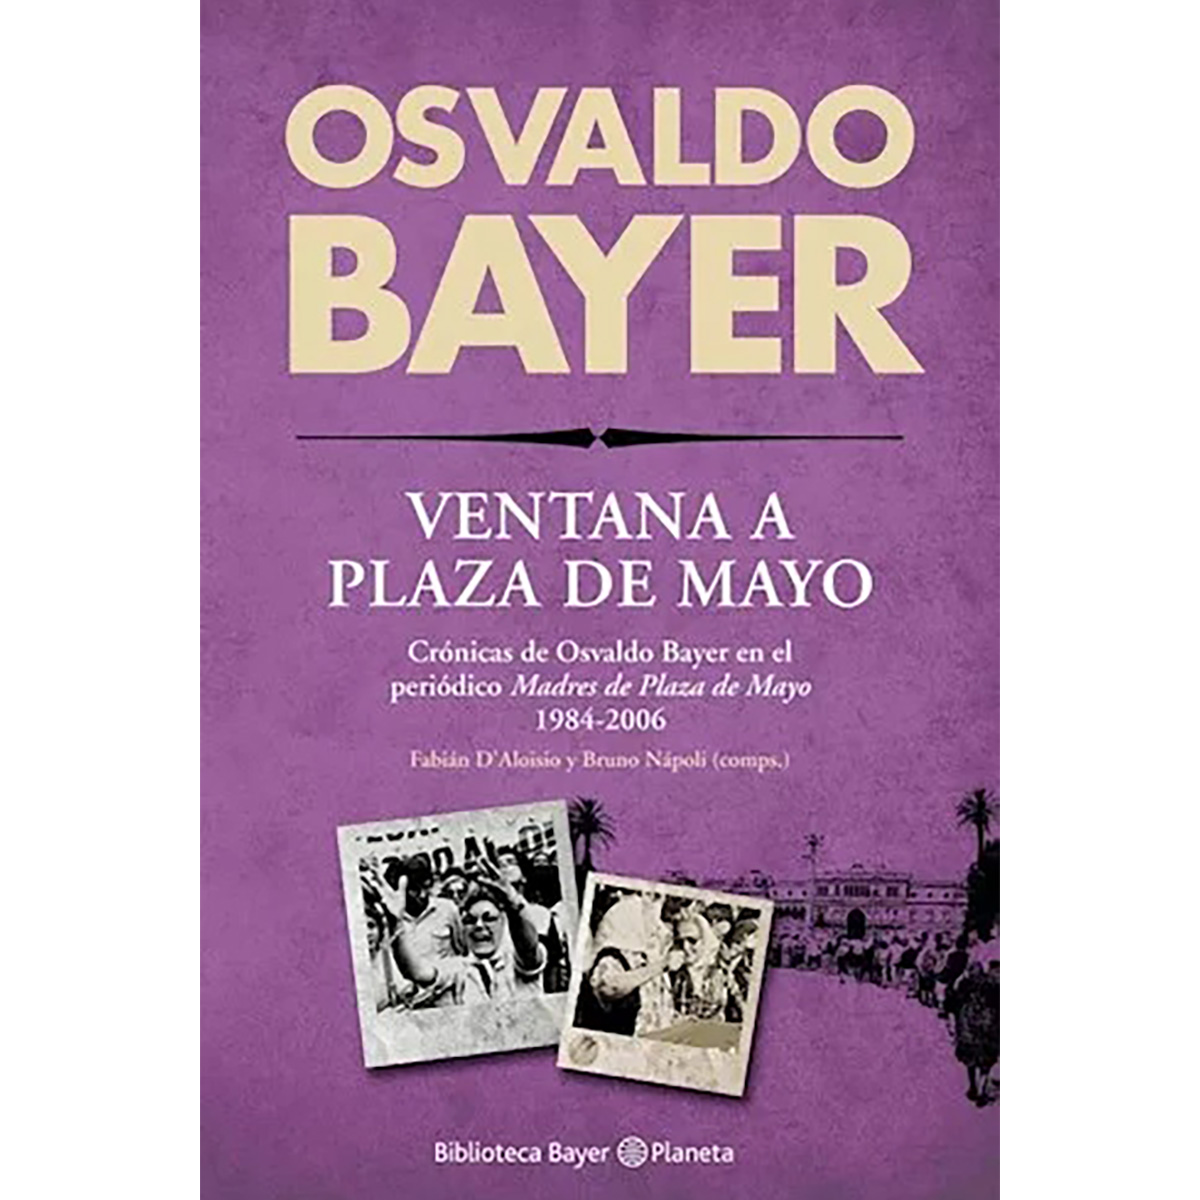 OSVALDO
BAYER
VENTANA A
PLAZA DE MAYO
Crónicas de Osvaldo Bayer en el
periódico Madres de Plaza de Mayo
1984-2006
Fabián D'Aloisio y Bruno Nápoli (comps.)
Biblioteca Bayer Planeta